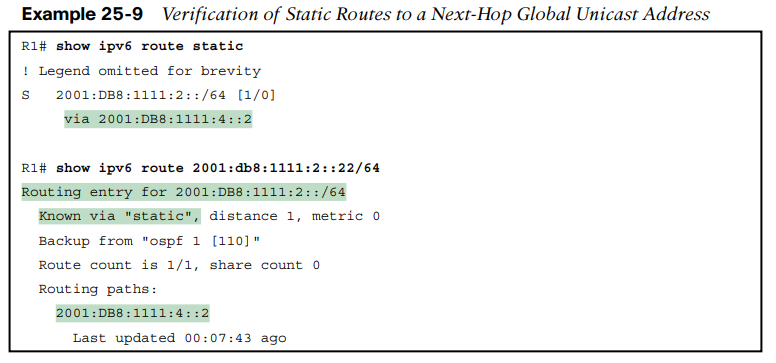 Example 25-9 Verification of Static Routes to a Next-Hop Global Unicast Address
R1# show ipv6 route static
! Legend omitted for brevity
S 2001:DB8:1111:2::/64 [1/0]
via 2001:DB8:1111:4::2
R1# show ipv6 route 2001:db8:1111:2::22/64
Routing entry for 2001:DB8:1111:2::/64
Known via "static", distance 1, metric 0
Backup from "ospf 1 [110]"
Route count is 1/1, share count 0
Routing paths:
2001:DB8:1111:4::2
Last updated 00:07:43 ago